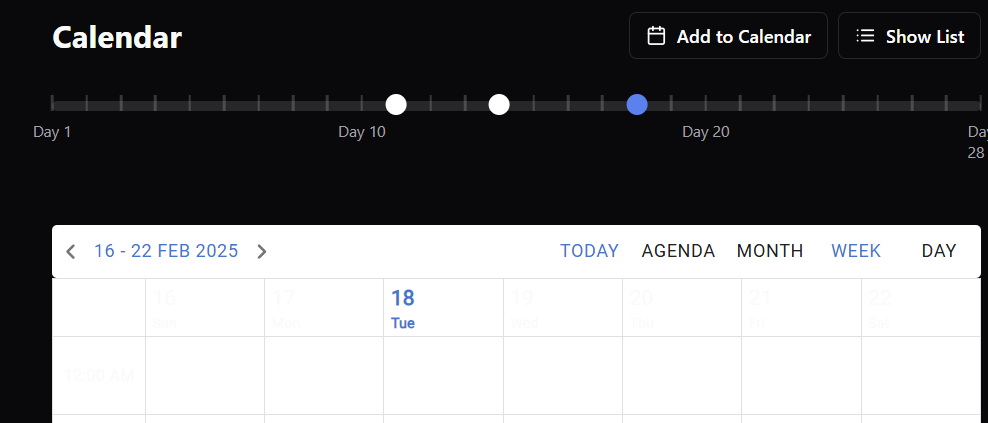 Calendar
Add to Calendar
Show List
Day 1
Day 10
Day 20
Day
28
16 - 22 FEB 2025
TODAY
AGENDA
MONTH
WEEK
DAY
16 17 18 19 20 21 22
Sun Mon Tue Wed Thu Fri Sat
12:00 AM